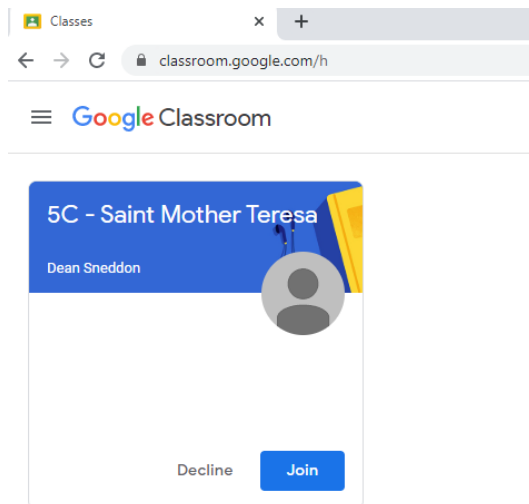 Classes
classroom.google.com/h
Google Classroom
5C - Saint Mother Teresa
Dean Sneddon
Decline Join